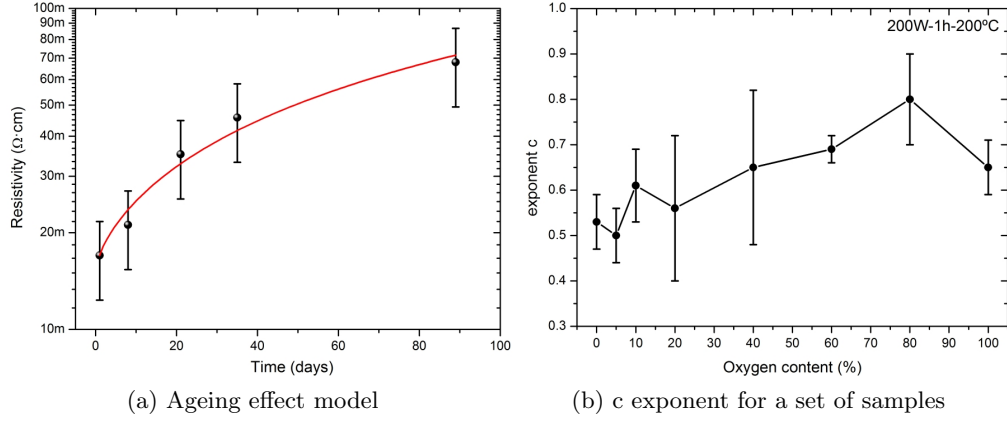 100m
90m
80m
70m
60m
50m
40m
30m
20m
10m
Resistivity (Ω·cm)
0 20 40 60 80 100
Time (days)
(a) Ageing effect model
200W-1h-200ºC
1.0
0.9
0.8
0.7
0.6
0.5
0.4
0.3
exponent c
0 10 20 30 40 50 60 70 80 90 100
Oxygen content (%)
(b) c exponent for a set of samples